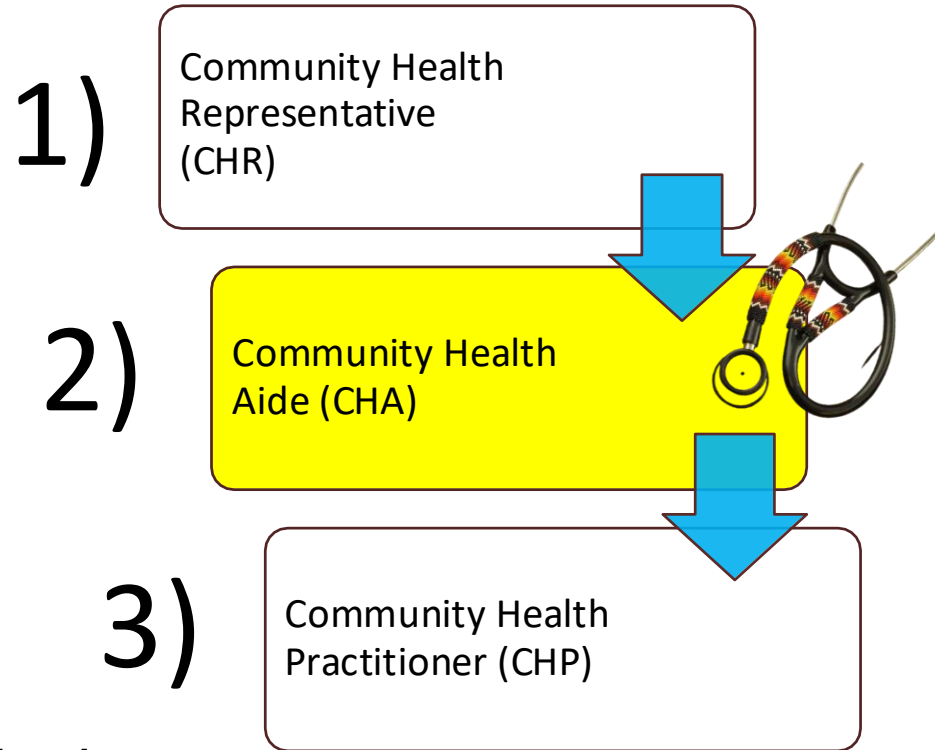 1)
Community Health
Representative
(CHR)
2)
Community Health
Aide (CHA)
3)
Community Health
Practitioner (CHP)